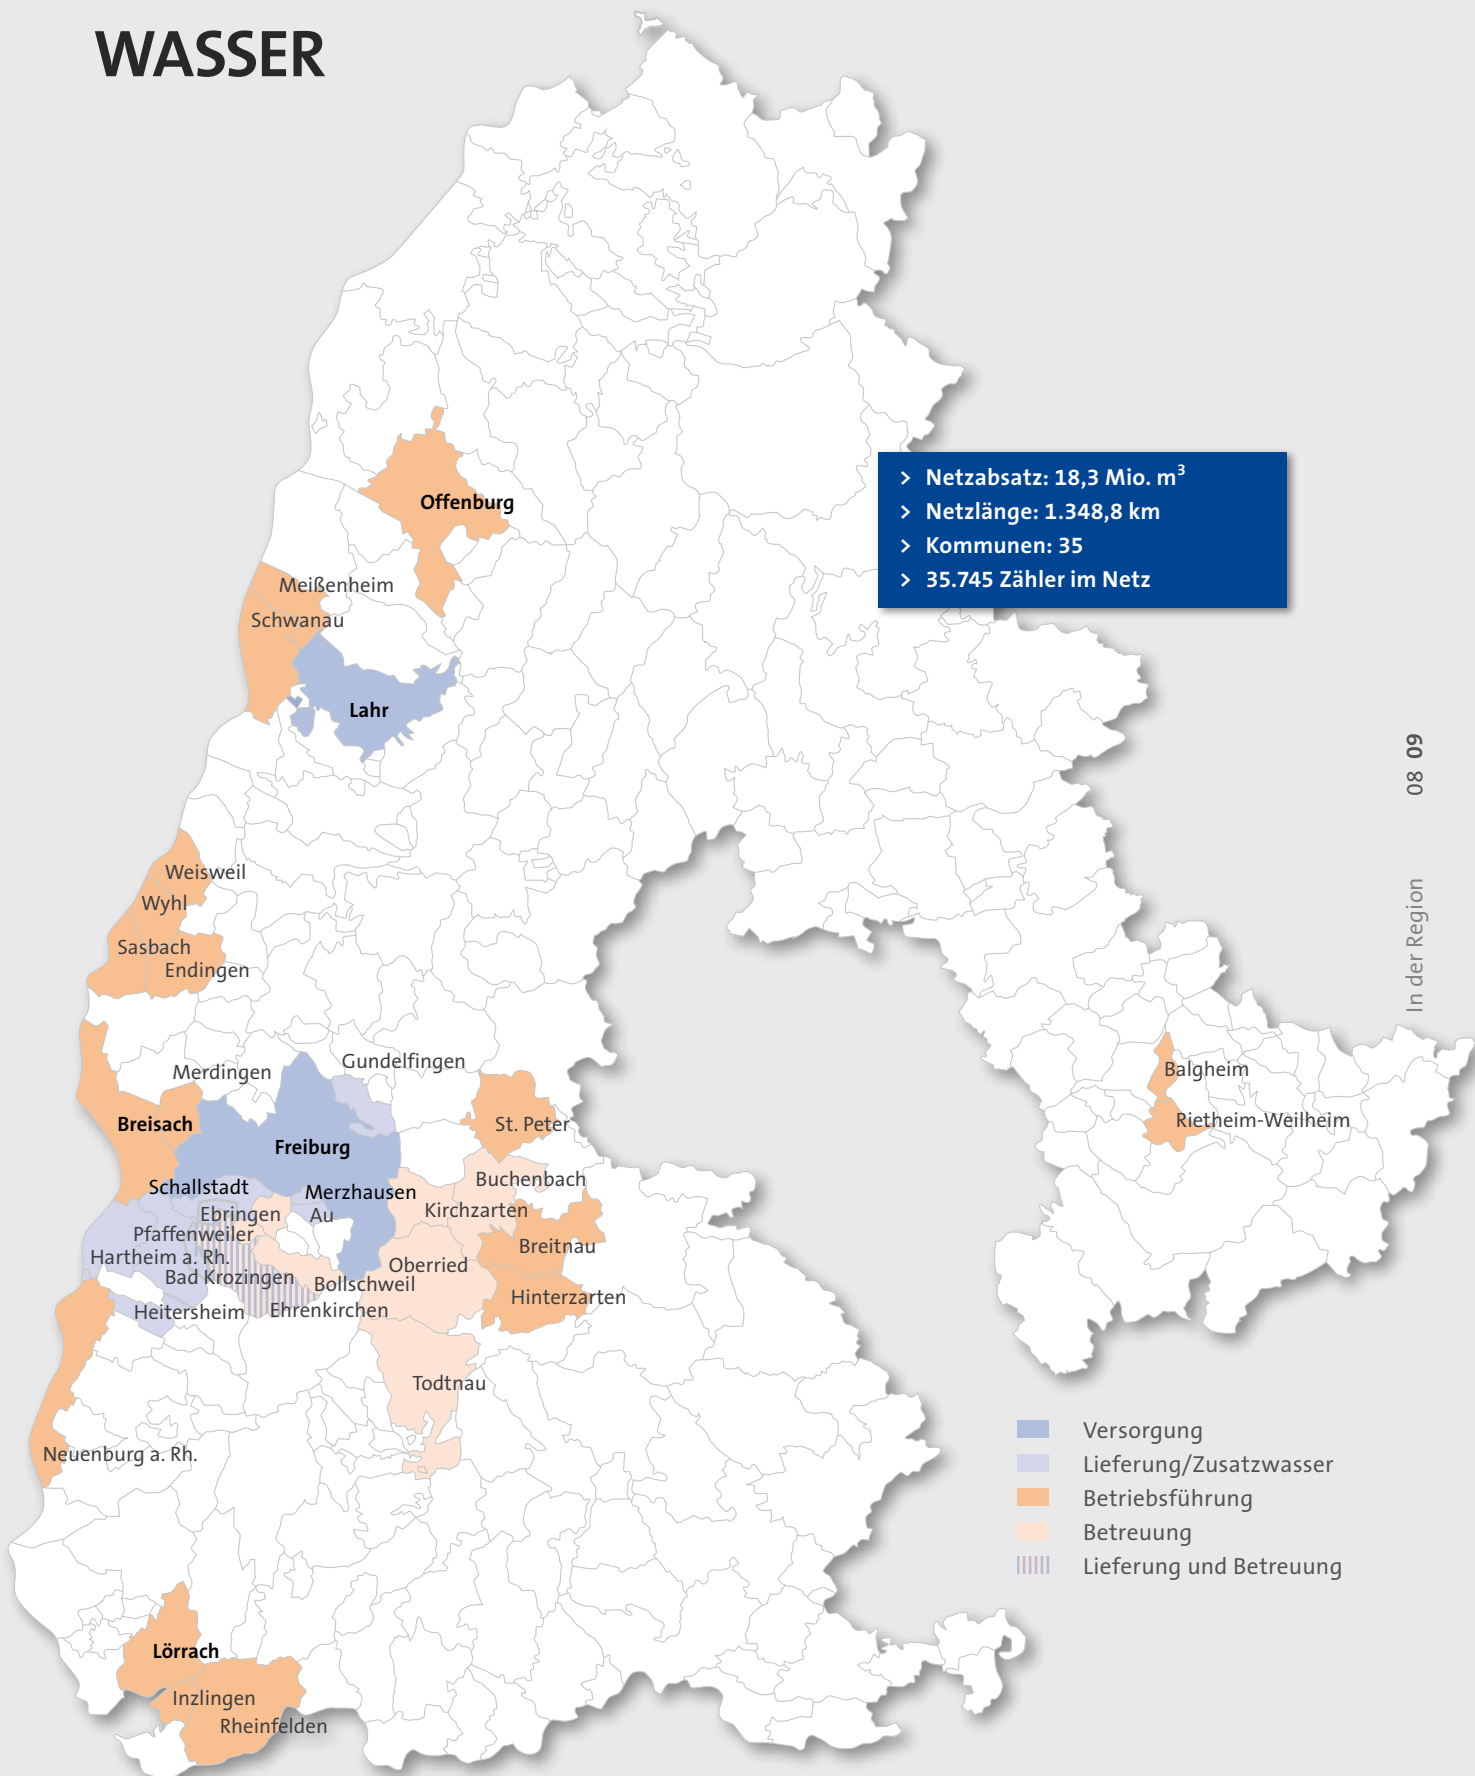 WASSER
> Netzabsatz: 18,3 Mio. m³
> Netzlänge: 1.348,8 km
> Kommunen: 35
> 35.745 Zähler im Netz
Offenburg
Meißenheim
Schwanau
Lahr
Weisweil
Wyhl
Sasbach
Endingen
Merdingen
Gundelfingen
Breisach
Freiburg
St. Peter
Schallstadt
Merzhausen
Buchenbach
Ebringen
Au
Kirchzarten
Pfaffenweiler
Breitnau
Hartheim a. Rh.
Bad Krozingen
Oberried
Bollschweil
Hinterzarten
Heitersheim
Ehrenkirchen
Todtnau
Neuenburg a. Rh.
Lörrach
Inzlingen
Rheinfelden
Balgheim
Rietheim-Weilheim
Versorgung
Lieferung/Zusatzwasser
Betriebsführung
Betreuung
Lieferung und Betreuung
In der Region 08 09